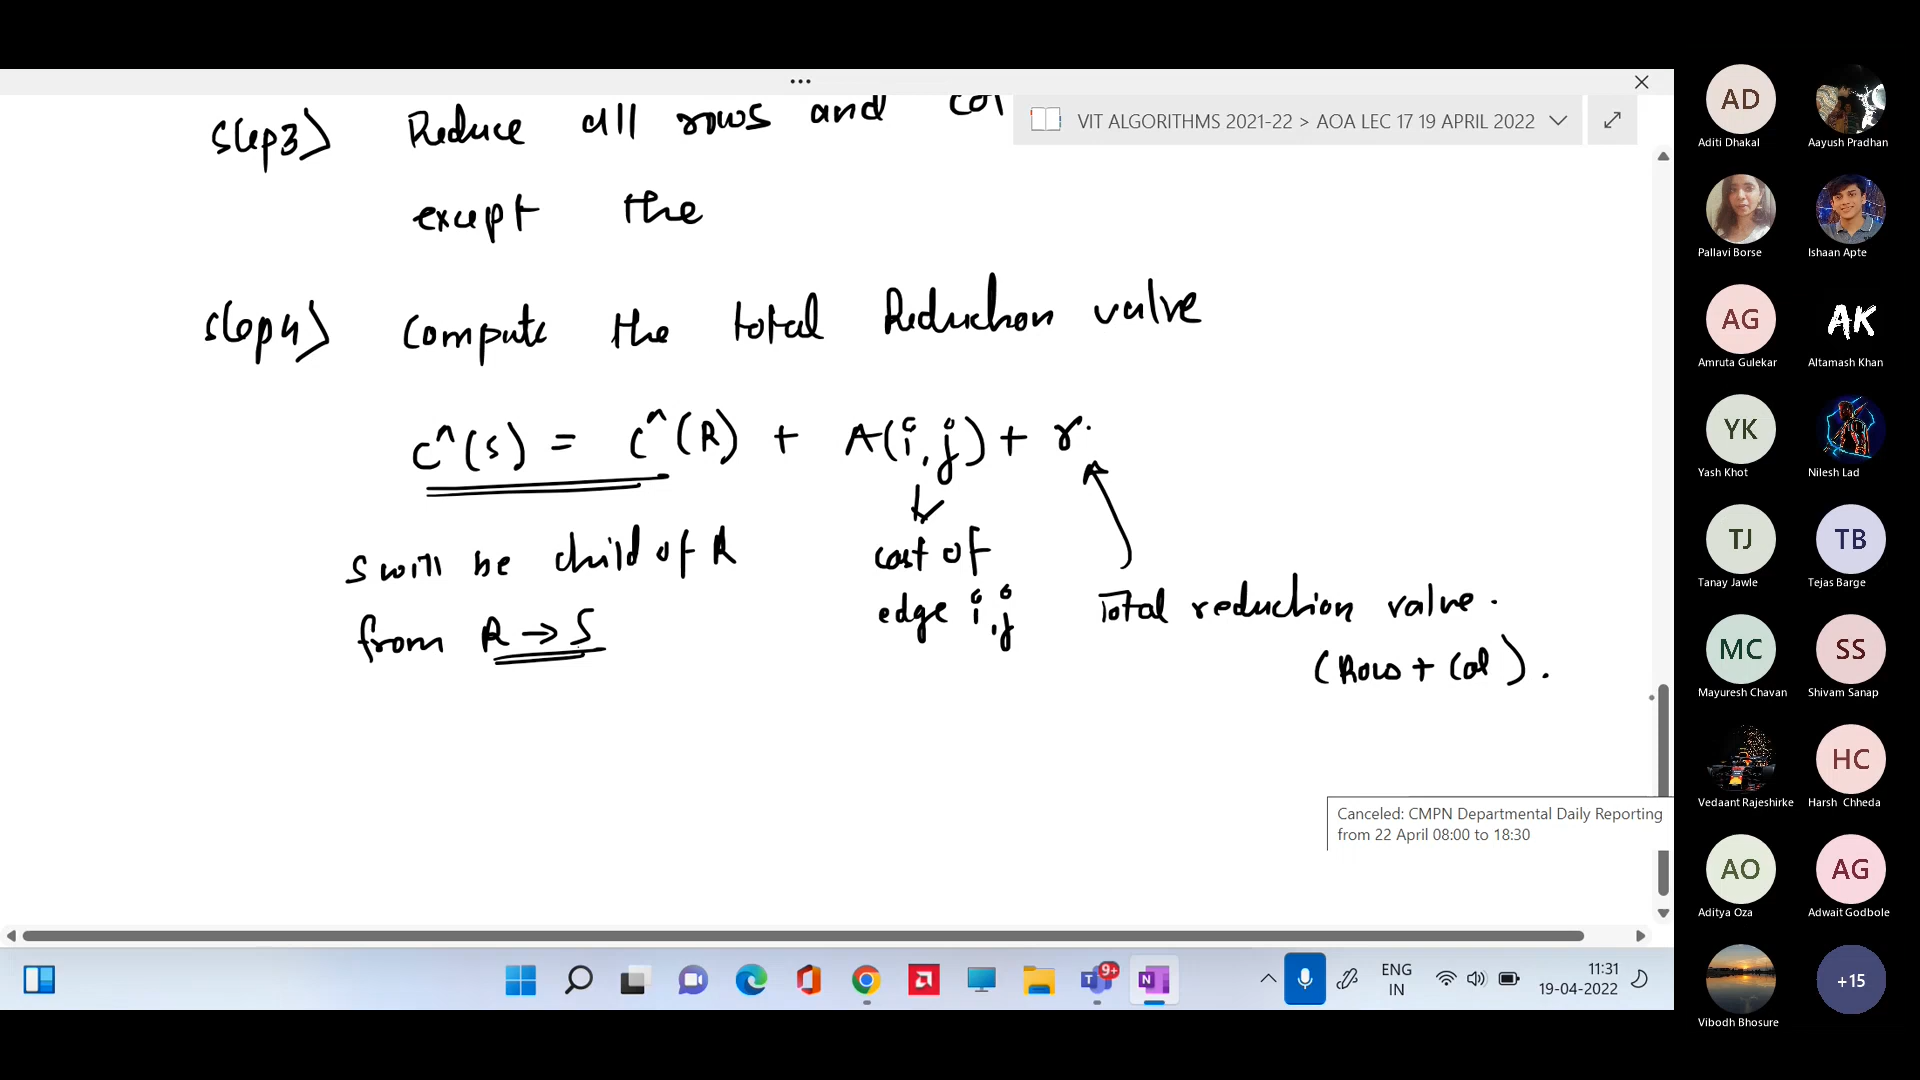 step3) Reduce all rows and col
VIT ALGORITHMS 2021-22 > AOA LEC 17 19 APRIL 2022
except the
step4) Compute the total Reduction value
C^(S) = C^(R) + A(i,j) + r.
S will be child of R
from R → S
cost of
edge i,j
Total reduction value.
(Row + Col).
Canceled: CMPN Departmental Daily Reporting
from 22 April 08:00 to 18:30
9+
ENG
IN
11:31
19-04-2022
AD
Aditi Dhakal
Aayush Pradhan
Pallavi Borse
Ishaan Apte
AG
Amruta Gulekar
AK
Altamash Khan
YK
Yash Khot
Nilesh Lad
TJ
Tanay Jawle
TB
Tejas Barge
MC
Mayuresh Chavan
SS
Shivam Sanap
Vedaant Rajeshirke
HC
Harsh Chheda
AO
Aditya Oza
AG
Adwait Godbole
Vibodh Bhosure
+15